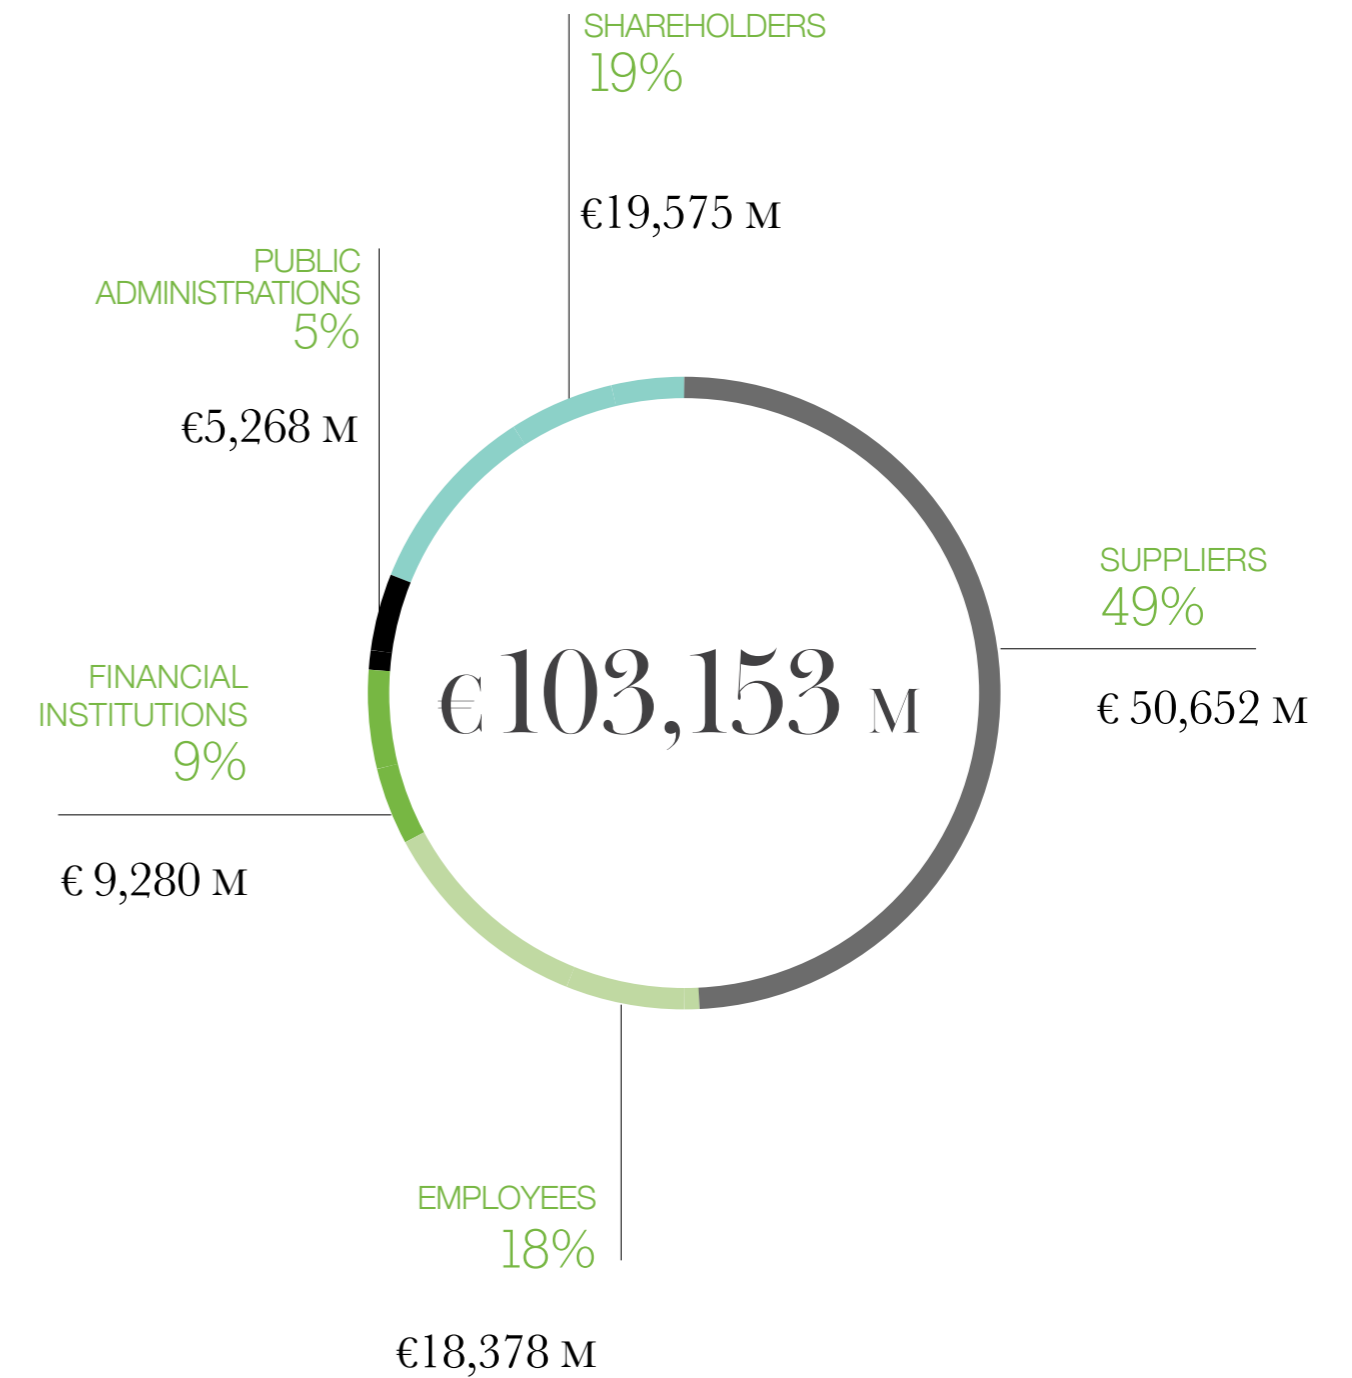 SHAREHOLDERS
19%
€19,575 M
PUBLIC
ADMINISTRATIONS
5%
€5,268 M
SUPPLIERS
49%
€ 50,652 M
€ 103,153 M
FINANCIAL
INSTITUTIONS
9%
€ 9,280 M
EMPLOYEES
18%
€18,378 M